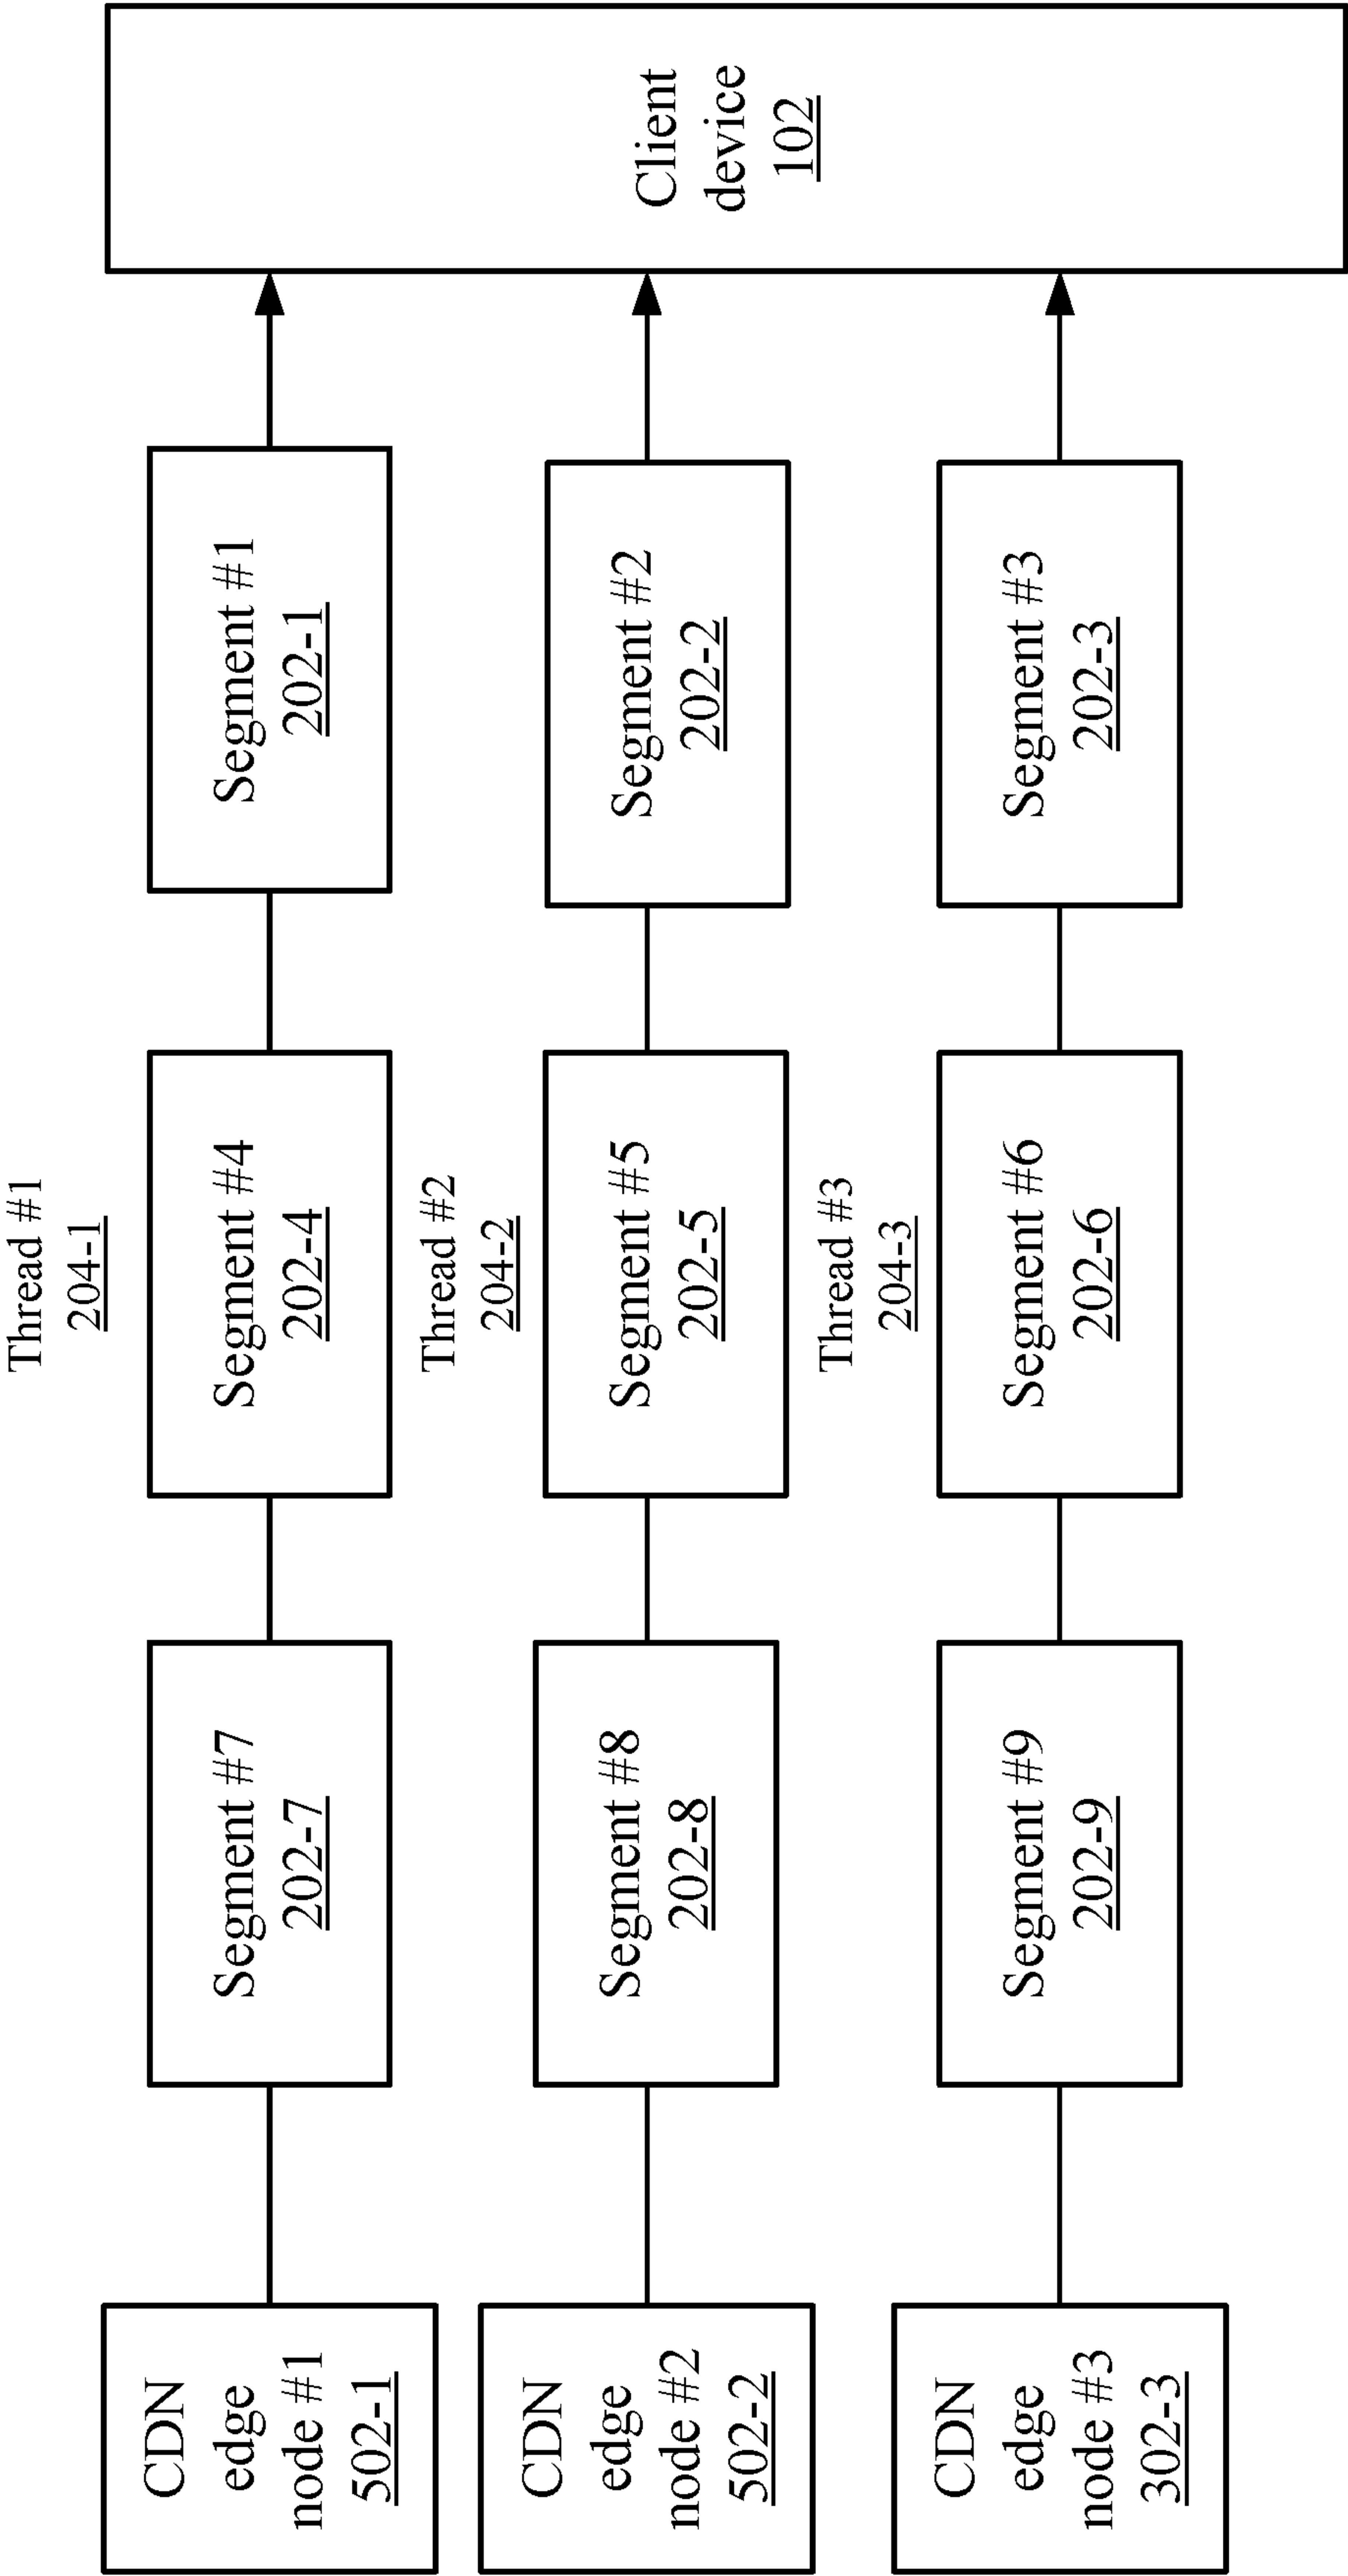 Thread #1
204-1
CDN
edge
node #1
502-1
Segment #7
202-7
Segment #4
202-4
Segment #1
202-1
Client
device
102
Thread #2
204-2
CDN
edge
node #2
502-2
Segment #8
202-8
Segment #5
202-5
Segment #2
202-2
Thread #3
204-3
CDN
edge
node #3
302-3
Segment #9
202-9
Segment #6
202-6
Segment #3
202-3